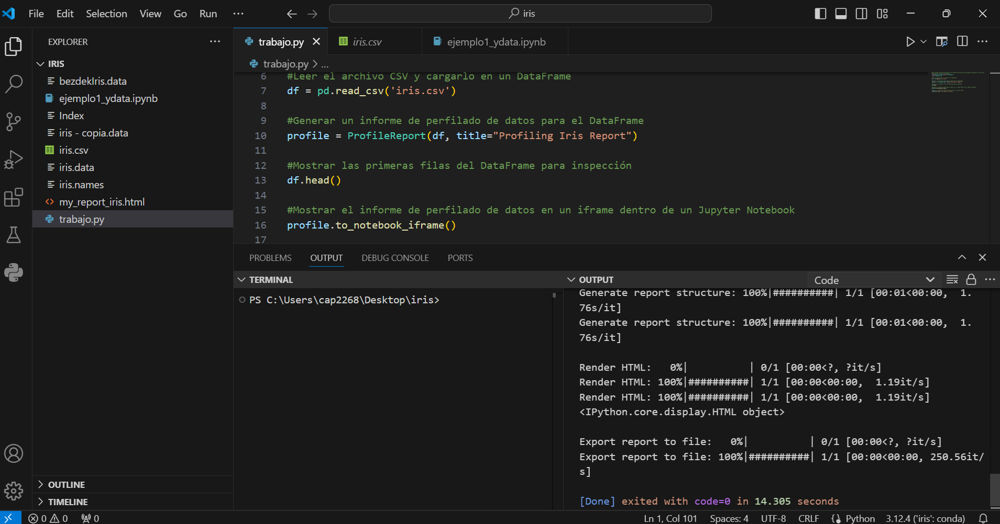 File Edit Selection View Go Run ···
iris
EXPLORER ···
IRIS
bezdekIris.data
ejemplo1_ydata.ipynb
Index
iris - copia.data
iris.csv
iris.data
iris.names
my_report_iris.html
trabajo.py
OUTLINE
TIMELINE
trabajo.py iris.csv ejemplo1_ydata.ipynb
trabajo.py > ...
6 #Leer el archivo CSV y cargarlo en un DataFrame
7 df = pd.read_csv('iris.csv')
8
9 #Generar un informe de perfilado de datos para el DataFrame
10 profile = ProfileReport(df, title="Profiling Iris Report")
11
12 #Mostrar las primeras filas del DataFrame para inspección
13 df.head()
14
15 #Mostrar el informe de perfilado de datos en un iframe dentro de un Jupyter Notebook
16 profile.to_notebook_iframe()
17
PROBLEMS OUTPUT DEBUG CONSOLE PORTS
TERMINAL
PS C:\Users\cap2268\Desktop\iris>
OUTPUT Code
Generate report structure: 100%|##########| 1/1 [00:01<00:00,  1.
76s/it]
Generate report structure: 100%|##########| 1/1 [00:01<00:00,  1.
76s/it]
Render HTML:   0%|          | 0/1 [00:00<?, ?it/s]
Render HTML: 100%|##########| 1/1 [00:00<00:00,  1.19it/s]
Render HTML: 100%|##########| 1/1 [00:00<00:00,  1.19it/s]
<IPython.core.display.HTML object>
Export report to file:   0%|          | 0/1 [00:00<?, ?it/s]
Export report to file: 100%|##########| 1/1 [00:00<00:00, 250.56it/
s]
[Done] exited with code=0 in 14.305 seconds
0 0 0 Ln 1, Col 101 Spaces: 4 UTF-8 CRLF Python 3.12.4 ('iris': conda)